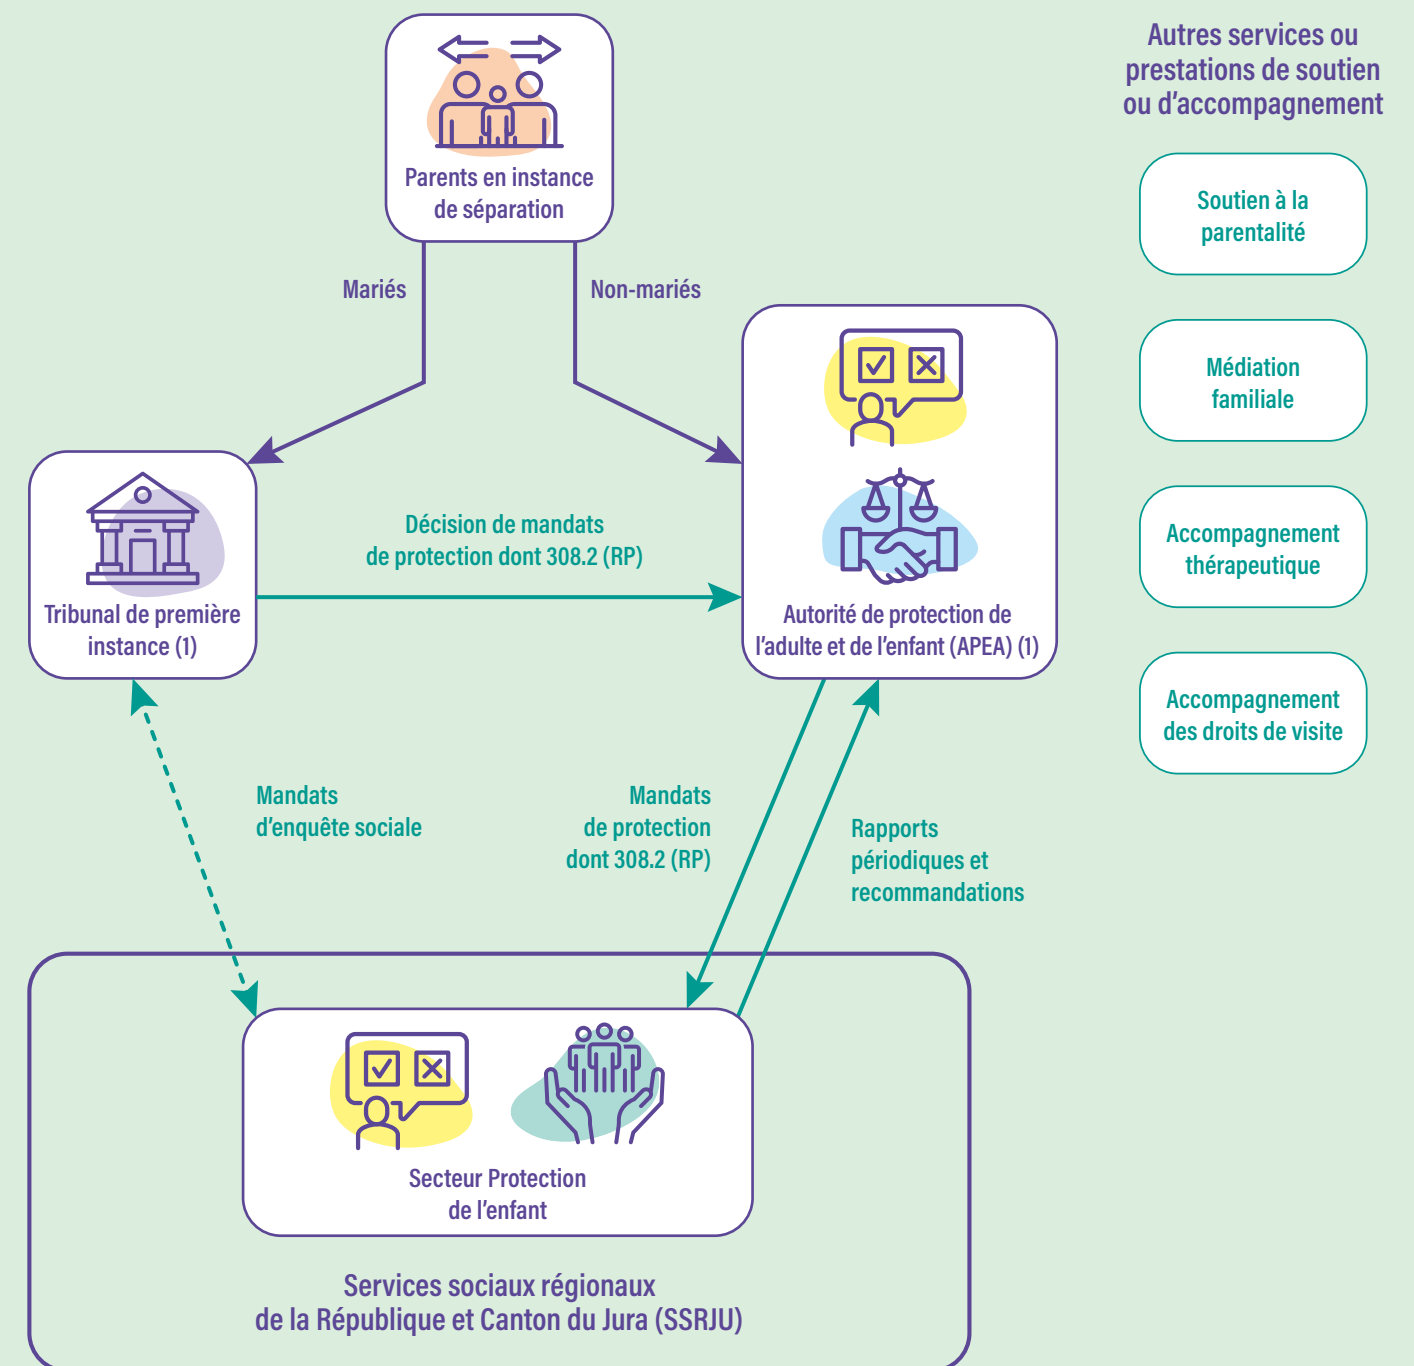 Autres services ou
prestations de soutien
ou d'accompagnement
Parents en instance
de séparation
Soutien à la
parentalité
Mariés
Non-mariés
Médiation
familiale
Décision de mandats
de protection dont 308.2 (RP)
Accompagnement
thérapeutique
Tribunal de première
instance (1)
Autorité de protection de
l'adulte et de l'enfant (APEA) (1)
Accompagnement
des droits de visite
Mandats
d'enquête sociale
Mandats
de protection
dont 308.2 (RP)
Rapports
périodiques et
recommandations
Secteur Protection
de l'enfant
Services sociaux régionaux
de la République et Canton du Jura (SSRJU)